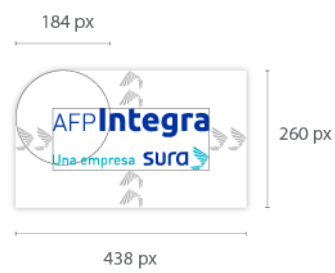 184 px
AFP Integra
Una empresa sura
260 px
438 px